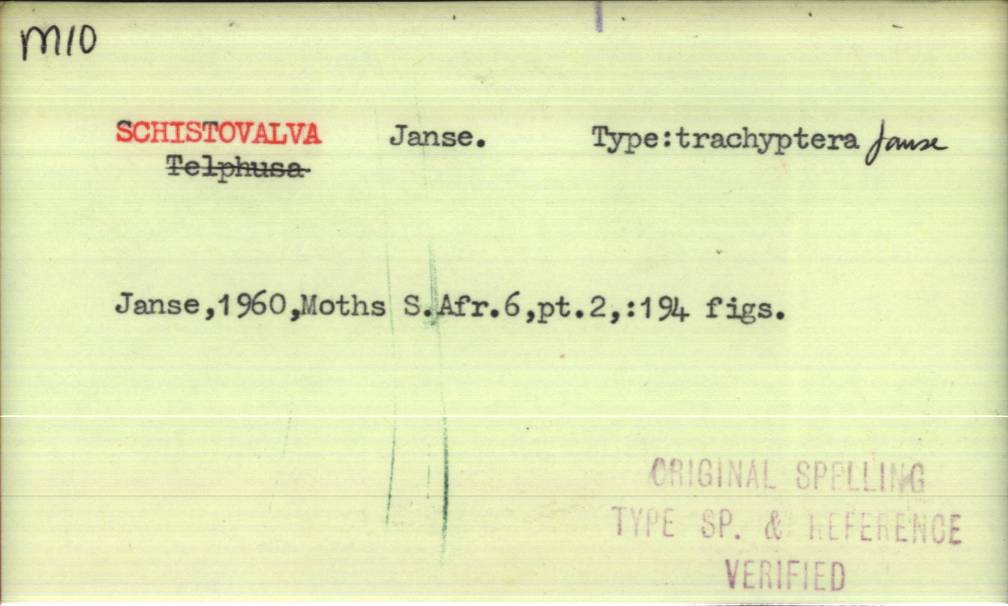 M10
SCHISTOVALVA Janse. Type:trachyptera Janse
Telphusa
Janse,1960,Moths S.Afr.6,pt.2,:194 figs.
ORIGINAL SPELLING
TYPE SP. & REFERENCE
VERIFIED